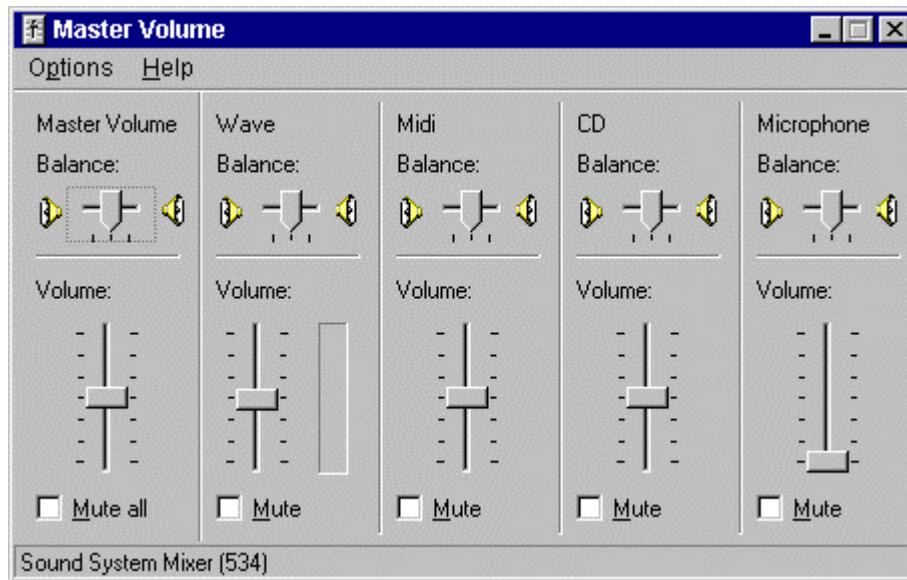 Master Volume
Options Help
Master Volume Wave Midi CD Microphone
Balance: Balance: Balance: Balance: Balance:
Volume: Volume: Volume: Volume: Volume:
Mute all Mute Mute Mute Mute
Sound System Mixer (534)